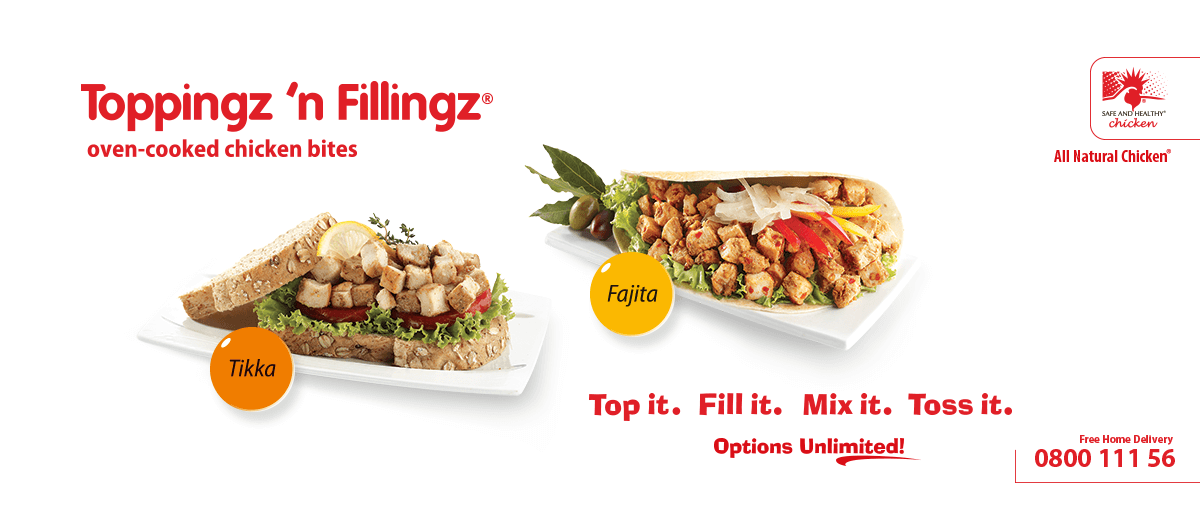 Toppingz ‘n Fillingz®
oven-cooked chicken bites
SAFE AND HEALTHY®
chicken
All Natural Chicken®
Fajita
Tikka
Top it. Fill it. Mix it. Toss it.
Options Unlimited!
Free Home Delivery
0800 111 56